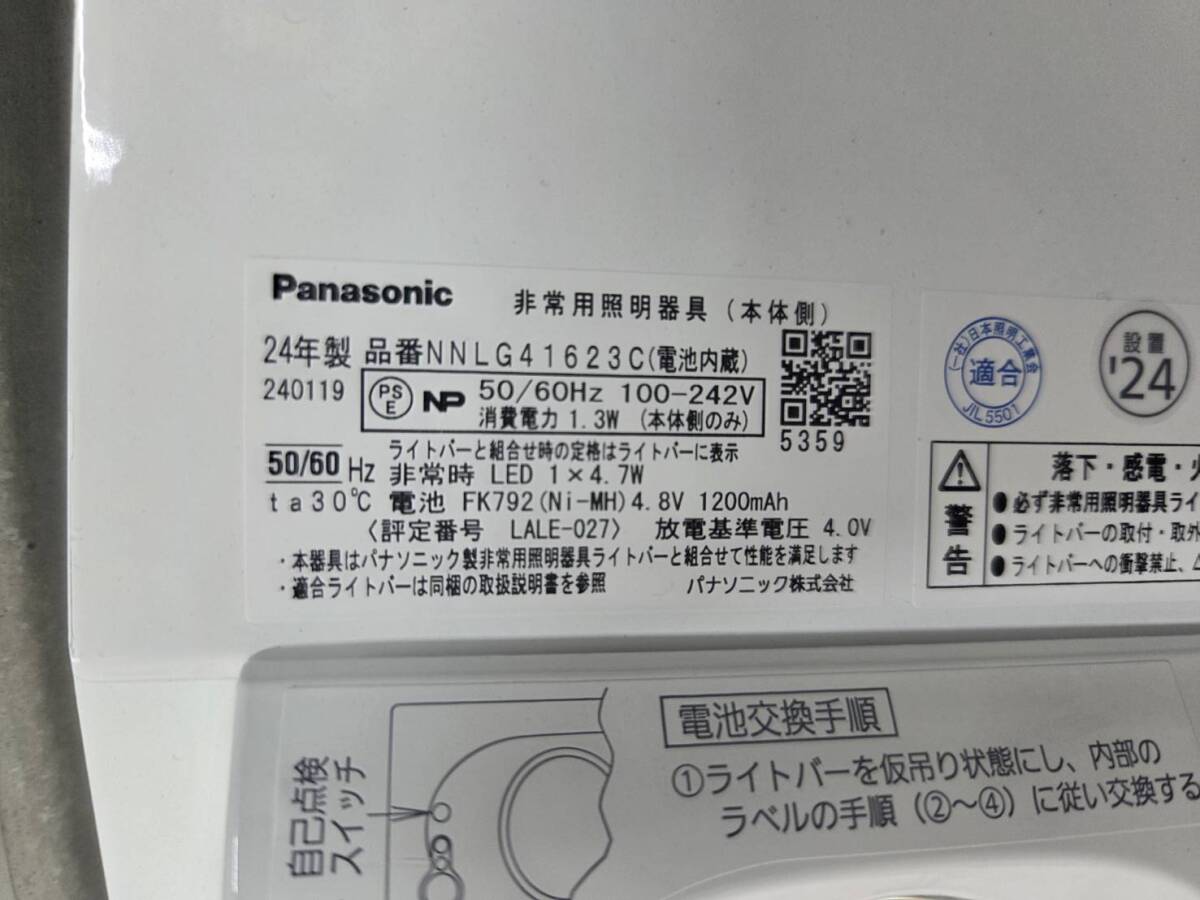 Panasonic 非常用照明器具(本体側)
24年製 品番NNLG41623C(電池内蔵)
240119 PSE NP 50/60Hz 100-242V
消費電力 1.3W (本体側のみ)
5359
ライトバーと組合せ時の定格はライトバーに表示
50/60 Hz 非常時 LED 1×4.7W
ta30℃ 電池 FK792(Ni-MH)4.8V 1200mAh
〈評定番号 LALE-027〉 放電基準電圧 4.0V
・本器具はパナソニック製非常用照明器具ライトバーと組合せて性能を満足します
・適合ライトバーは同梱の取扱説明書を参照 パナソニック株式会社
(一社)日本照明工業会
適合
JIL5501
設置
'24
警告
落下・感電・火
●必ず非常用照明器具ライ
●ライトバーの取付・取外
●ライトバーへの衝撃禁止、
自己点検
スイッチ
電池交換手順
①ライトバーを仮吊り状態にし、内部の
ラベルの手順(②～④)に従い交換する